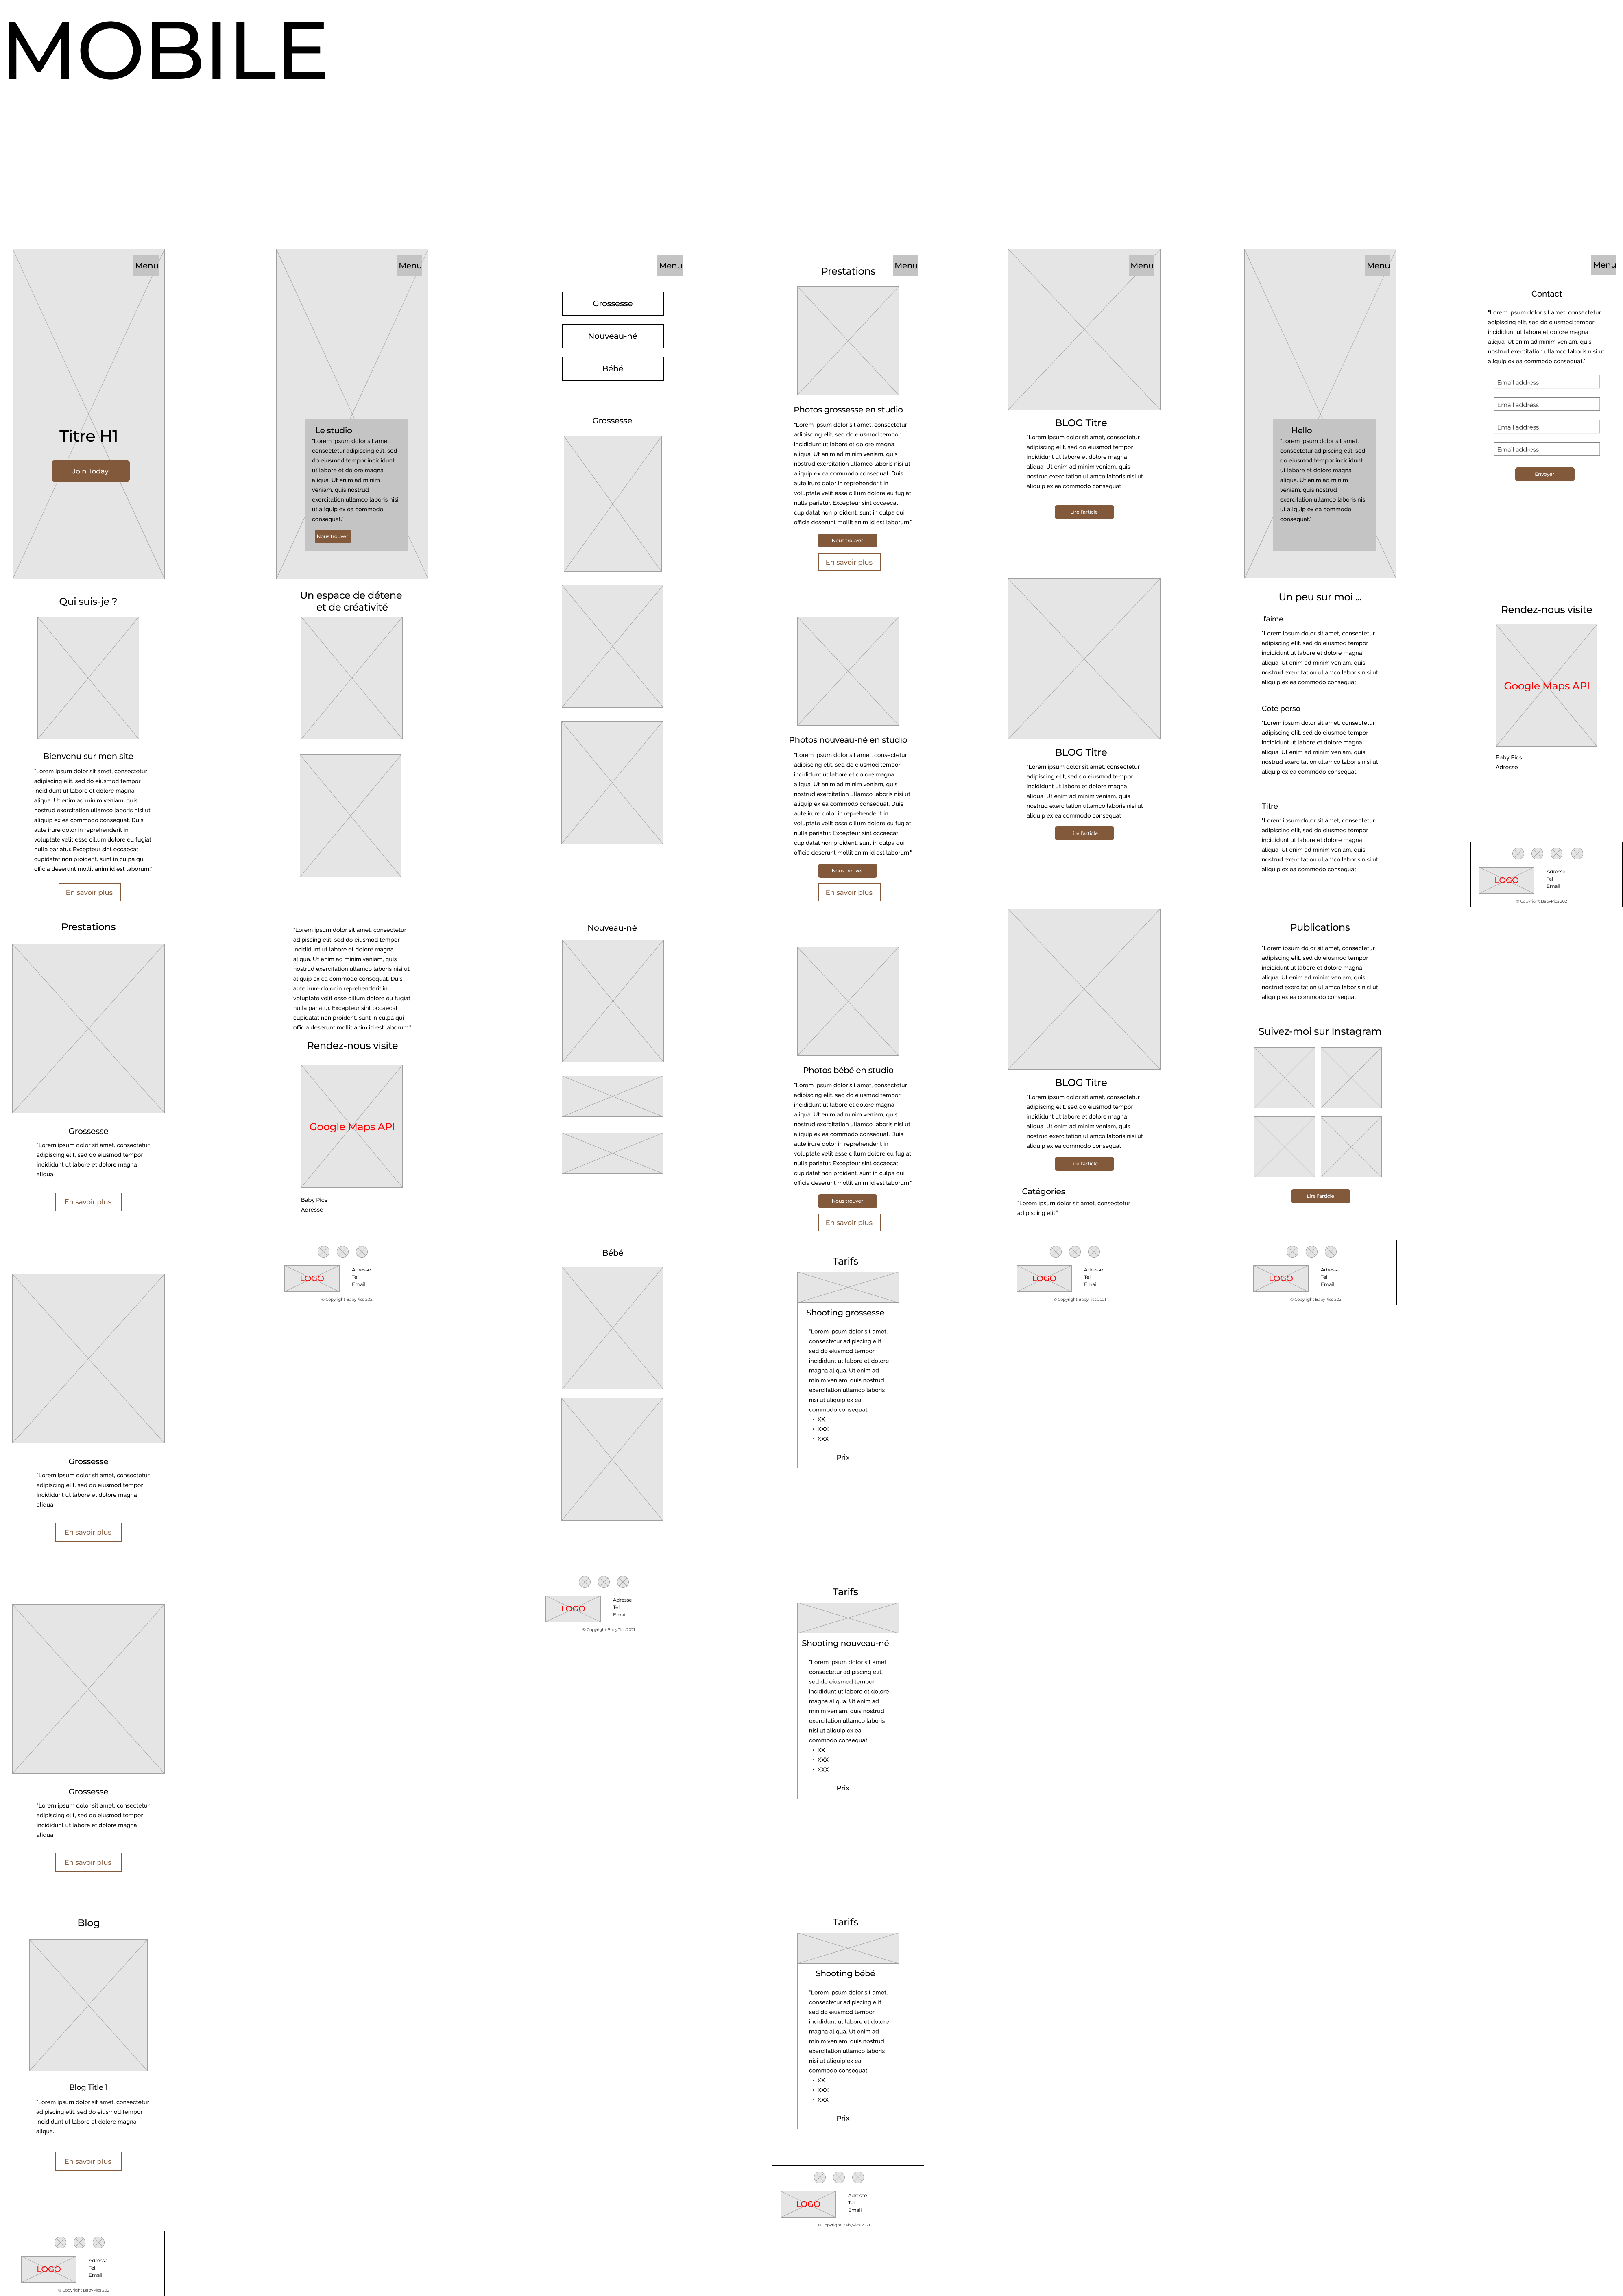 MOBILE
Menu
Titre H1
Join Today
Qui suis-je ?
Bienvenu sur mon site
"Lorem ipsum dolor sit amet, consectetur
adipiscing elit, sed do eiusmod tempor
incididunt ut labore et dolore magna
aliqua. Ut enim ad minim veniam, quis
nostrud exercitation ullamco laboris nisi ut
aliquip ex ea commodo consequat. Duis
aute irure dolor in reprehenderit in
voluptate velit esse cillum dolore eu fugiat
nulla pariatur. Excepteur sint occaecat
cupidatat non proident, sunt in culpa qui
officia deserunt mollit anim id est laborum."
En savoir plus
Prestations
Grossesse
"Lorem ipsum dolor sit amet, consectetur
adipiscing elit, sed do eiusmod tempor
incididunt ut labore et dolore magna
aliqua.
En savoir plus
Grossesse
"Lorem ipsum dolor sit amet, consectetur
adipiscing elit, sed do eiusmod tempor
incididunt ut labore et dolore magna
aliqua.
En savoir plus
Grossesse
"Lorem ipsum dolor sit amet, consectetur
adipiscing elit, sed do eiusmod tempor
incididunt ut labore et dolore magna
aliqua.
En savoir plus
Blog
Blog Title 1
"Lorem ipsum dolor sit amet, consectetur
adipiscing elit, sed do eiusmod tempor
incididunt ut labore et dolore magna
aliqua.
En savoir plus
LOGO
Adresse
Tel
Email
© Copyright BabyPics 2021
Menu
Le studio
"Lorem ipsum dolor sit amet,
consectetur adipiscing elit, sed
do eiusmod tempor incididunt
ut labore et dolore magna
aliqua. Ut enim ad minim
veniam, quis nostrud
exercitation ullamco laboris nisi
ut aliquip ex ea commodo
consequat."
Nous trouver
Un espace de détene
et de créativité
"Lorem ipsum dolor sit amet, consectetur
adipiscing elit, sed do eiusmod tempor
incididunt ut labore et dolore magna
aliqua. Ut enim ad minim veniam, quis
nostrud exercitation ullamco laboris nisi ut
aliquip ex ea commodo consequat. Duis
aute irure dolor in reprehenderit in
voluptate velit esse cillum dolore eu fugiat
nulla pariatur. Excepteur sint occaecat
cupidatat non proident, sunt in culpa qui
officia deserunt mollit anim id est laborum."
Rendez-nous visite
Google Maps API
Baby Pics
Adresse
LOGO
Adresse
Tel
Email
© Copyright BabyPics 2021
Menu
Grossesse
Nouveau-né
Bébé
Grossesse
Nouveau-né
Bébé
LOGO
Adresse
Tel
Email
© Copyright BabyPics 2021
Menu
Prestations
Photos grossesse en studio
"Lorem ipsum dolor sit amet, consectetur
adipiscing elit, sed do eiusmod tempor
incididunt ut labore et dolore magna
aliqua. Ut enim ad minim veniam, quis
nostrud exercitation ullamco laboris nisi ut
aliquip ex ea commodo consequat. Duis
aute irure dolor in reprehenderit in
voluptate velit esse cillum dolore eu fugiat
nulla pariatur. Excepteur sint occaecat
cupidatat non proident, sunt in culpa qui
officia deserunt mollit anim id est laborum."
Nous trouver
En savoir plus
Photos nouveau-né en studio
"Lorem ipsum dolor sit amet, consectetur
adipiscing elit, sed do eiusmod tempor
incididunt ut labore et dolore magna
aliqua. Ut enim ad minim veniam, quis
nostrud exercitation ullamco laboris nisi ut
aliquip ex ea commodo consequat. Duis
aute irure dolor in reprehenderit in
voluptate velit esse cillum dolore eu fugiat
nulla pariatur. Excepteur sint occaecat
cupidatat non proident, sunt in culpa qui
officia deserunt mollit anim id est laborum."
Nous trouver
En savoir plus
Photos bébé en studio
"Lorem ipsum dolor sit amet, consectetur
adipiscing elit, sed do eiusmod tempor
incididunt ut labore et dolore magna
aliqua. Ut enim ad minim veniam, quis
nostrud exercitation ullamco laboris nisi ut
aliquip ex ea commodo consequat. Duis
aute irure dolor in reprehenderit in
voluptate velit esse cillum dolore eu fugiat
nulla pariatur. Excepteur sint occaecat
cupidatat non proident, sunt in culpa qui
officia deserunt mollit anim id est laborum."
Nous trouver
En savoir plus
Tarifs
Shooting grossesse
"Lorem ipsum dolor sit amet,
consectetur adipiscing elit,
sed do eiusmod tempor
incididunt ut labore et dolore
magna aliqua. Ut enim ad
minim veniam, quis nostrud
exercitation ullamco laboris
nisi ut aliquip ex ea
commodo consequat.
• XX
• XXX
• XXX
Prix
Tarifs
Shooting nouveau-né
"Lorem ipsum dolor sit amet,
consectetur adipiscing elit,
sed do eiusmod tempor
incididunt ut labore et dolore
magna aliqua. Ut enim ad
minim veniam, quis nostrud
exercitation ullamco laboris
nisi ut aliquip ex ea
commodo consequat.
• XX
• XXX
• XXX
Prix
Tarifs
Shooting bébé
"Lorem ipsum dolor sit amet,
consectetur adipiscing elit,
sed do eiusmod tempor
incididunt ut labore et dolore
magna aliqua. Ut enim ad
minim veniam, quis nostrud
exercitation ullamco laboris
nisi ut aliquip ex ea
commodo consequat.
• XX
• XXX
• XXX
Prix
LOGO
Adresse
Tel
Email
© Copyright BabyPics 2021
Menu
BLOG Titre
"Lorem ipsum dolor sit amet, consectetur
adipiscing elit, sed do eiusmod tempor
incididunt ut labore et dolore magna
aliqua. Ut enim ad minim veniam, quis
nostrud exercitation ullamco laboris nisi ut
aliquip ex ea commodo consequat
Lire l'article
BLOG Titre
"Lorem ipsum dolor sit amet, consectetur
adipiscing elit, sed do eiusmod tempor
incididunt ut labore et dolore magna
aliqua. Ut enim ad minim veniam, quis
nostrud exercitation ullamco laboris nisi ut
aliquip ex ea commodo consequat
Lire l'article
BLOG Titre
"Lorem ipsum dolor sit amet, consectetur
adipiscing elit, sed do eiusmod tempor
incididunt ut labore et dolore magna
aliqua. Ut enim ad minim veniam, quis
nostrud exercitation ullamco laboris nisi ut
aliquip ex ea commodo consequat
Lire l'article
Catégories
"Lorem ipsum dolor sit amet, consectetur
adipiscing elit,"
LOGO
Adresse
Tel
Email
© Copyright BabyPics 2021
Menu
Hello
"Lorem ipsum dolor sit amet,
consectetur adipiscing elit, sed
do eiusmod tempor incididunt
ut labore et dolore magna
aliqua. Ut enim ad minim
veniam, quis nostrud
exercitation ullamco laboris nisi
ut aliquip ex ea commodo
consequat."
Un peu sur moi ...
J'aime
"Lorem ipsum dolor sit amet, consectetur
adipiscing elit, sed do eiusmod tempor
incididunt ut labore et dolore magna
aliqua. Ut enim ad minim veniam, quis
nostrud exercitation ullamco laboris nisi ut
aliquip ex ea commodo consequat
Côté perso
"Lorem ipsum dolor sit amet, consectetur
adipiscing elit, sed do eiusmod tempor
incididunt ut labore et dolore magna
aliqua. Ut enim ad minim veniam, quis
nostrud exercitation ullamco laboris nisi ut
aliquip ex ea commodo consequat
Titre
"Lorem ipsum dolor sit amet, consectetur
adipiscing elit, sed do eiusmod tempor
incididunt ut labore et dolore magna
aliqua. Ut enim ad minim veniam, quis
nostrud exercitation ullamco laboris nisi ut
aliquip ex ea commodo consequat
Publications
"Lorem ipsum dolor sit amet, consectetur
adipiscing elit, sed do eiusmod tempor
incididunt ut labore et dolore magna
aliqua. Ut enim ad minim veniam, quis
nostrud exercitation ullamco laboris nisi ut
aliquip ex ea commodo consequat
Suivez-moi sur Instagram
Lire l'article
LOGO
Adresse
Tel
Email
© Copyright BabyPics 2021
Menu
Contact
"Lorem ipsum dolor sit amet, consectetur
adipiscing elit, sed do eiusmod tempor
incididunt ut labore et dolore magna
aliqua. Ut enim ad minim veniam, quis
nostrud exercitation ullamco laboris nisi ut
aliquip ex ea commodo consequat."
Email address
Email address
Email address
Email address
Envoyer
Rendez-nous visite
Google Maps API
Baby Pics
Adresse
LOGO
Adresse
Tel
Email
© Copyright BabyPics 2021